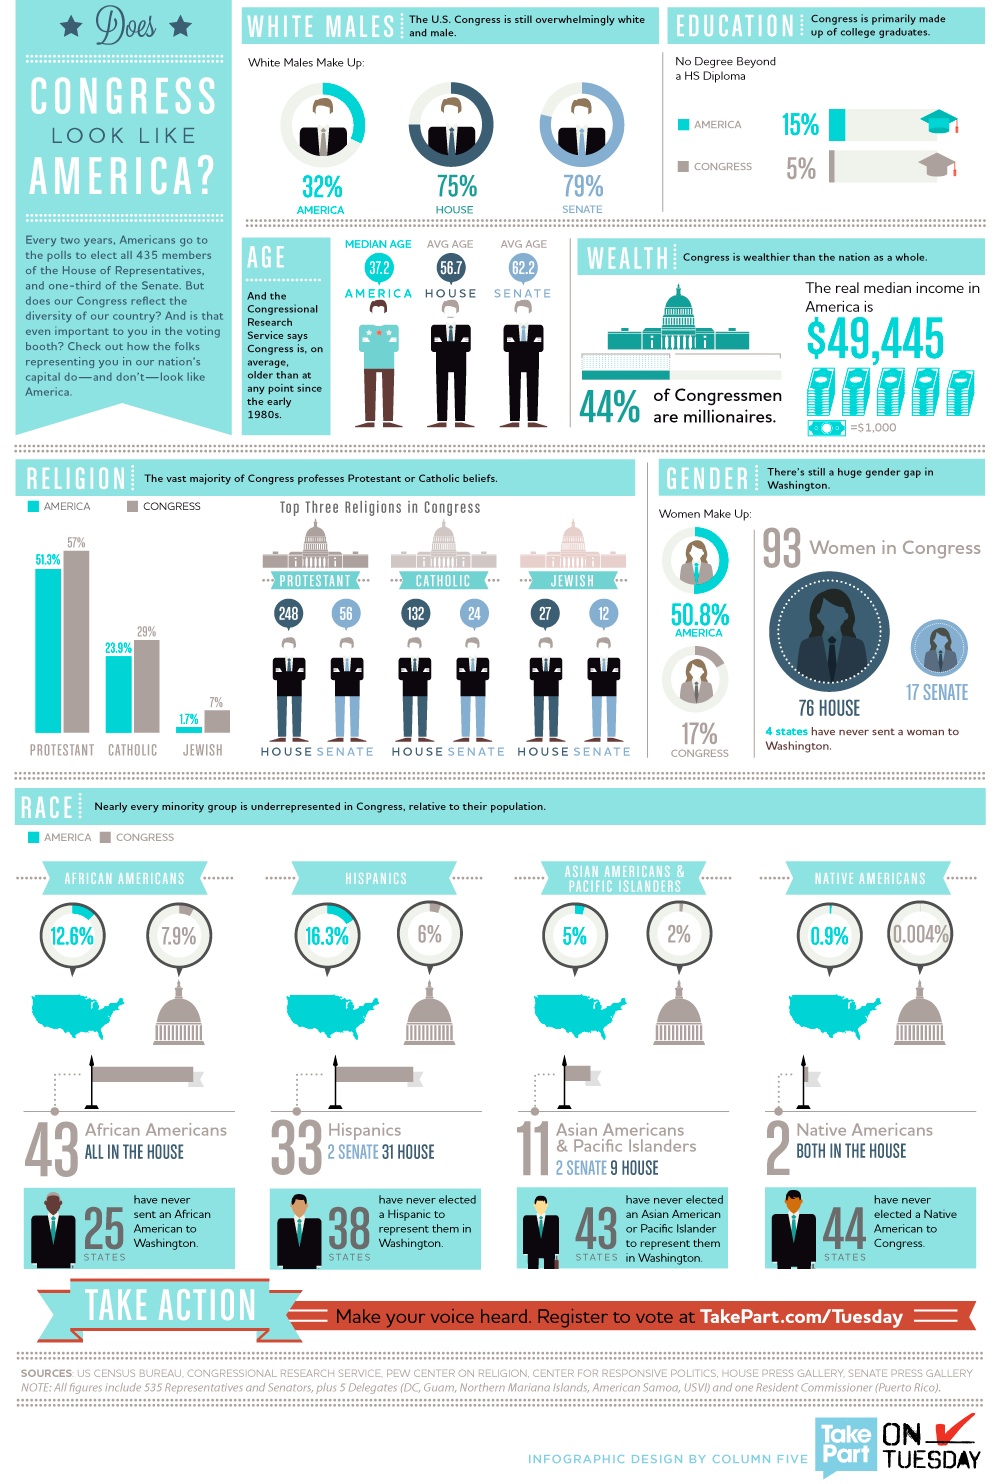 Does
CONGRESS
LOOK LIKE
AMERICA?
Every two years, Americans go to
the polls to elect all 435 members
of the House of Representatives,
and one-third of the Senate. But
does our Congress reflect the
diversity of our country? And is that
even important to you in the voting
booth? Check out how the folks
representing you in our nation's
capital do—and don't—look like
America.
WHITE MALES
The U.S. Congress is still overwhelmingly white
and male.
White Males Make Up:
32%
AMERICA
75%
HOUSE
79%
SENATE
EDUCATION
Congress is primarily made
up of college graduates.
No Degree Beyond
a HS Diploma
AMERICA
15%
CONGRESS
5%
AGE
And the
Congressional
Research
Service says
Congress is, on
average,
older than at
any point since
the early
1980s.
MEDIAN AGE
37.2
AMERICA
AVG AGE
56.7
HOUSE
AVG AGE
62.2
SENATE
WEALTH
Congress is wealthier than the nation as a whole.
44%
of Congressmen
are millionaires.
The real median income in
America is
$49,445
=$1,000
RELIGION
The vast majority of Congress professes Protestant or Catholic beliefs.
AMERICA
CONGRESS
51.3%
57%
23.9%
29%
1.7%
7%
PROTESTANT
CATHOLIC
JEWISH
Top Three Religions in Congress
PROTESTANT
CATHOLIC
JEWISH
248
56
132
24
27
12
HOUSE SENATE
HOUSE SENATE
HOUSE SENATE
GENDER
There's still a huge gender gap in
Washington.
Women Make Up:
50.8%
AMERICA
17%
CONGRESS
93 Women in Congress
76 HOUSE
17 SENATE
4 states have never sent a woman to
Washington.
RACE
Nearly every minority group is underrepresented in Congress, relative to their population.
AMERICA
CONGRESS
AFRICAN AMERICANS
12.6%
7.9%
43 African Americans
ALL IN THE HOUSE
25
STATES
have never
sent an African
American to
Washington.
HISPANICS
16.3%
6%
33 Hispanics
2 SENATE 31 HOUSE
38
STATES
have never elected
a Hispanic to
represent them in
Washington.
ASIAN AMERICANS &
PACIFIC ISLANDERS
5%
2%
11 Asian Americans
& Pacific Islanders
2 SENATE 9 HOUSE
43
STATES
have never elected
an Asian American
or Pacific Islander
to represent them
in Washington.
NATIVE AMERICANS
0.9%
0.004%
2 Native Americans
BOTH IN THE HOUSE
44
STATES
have never
elected a Native
American to
Congress.
TAKE ACTION
Make your voice heard. Register to vote at TakePart.com/Tuesday
SOURCES: US CENSUS BUREAU, CONGRESSIONAL RESEARCH SERVICE, PEW CENTER ON RELIGION, CENTER FOR RESPONSIVE POLITICS, HOUSE PRESS GALLERY, SENATE PRESS GALLERY
NOTE: All figures include 535 Representatives and Senators, plus 5 Delegates (DC, Guam, Northern Mariana Islands, American Samoa, USVI) and one Resident Commissioner (Puerto Rico).
INFOGRAPHIC DESIGN BY COLUMN FIVE
Take
Part
ON
TUESDAY